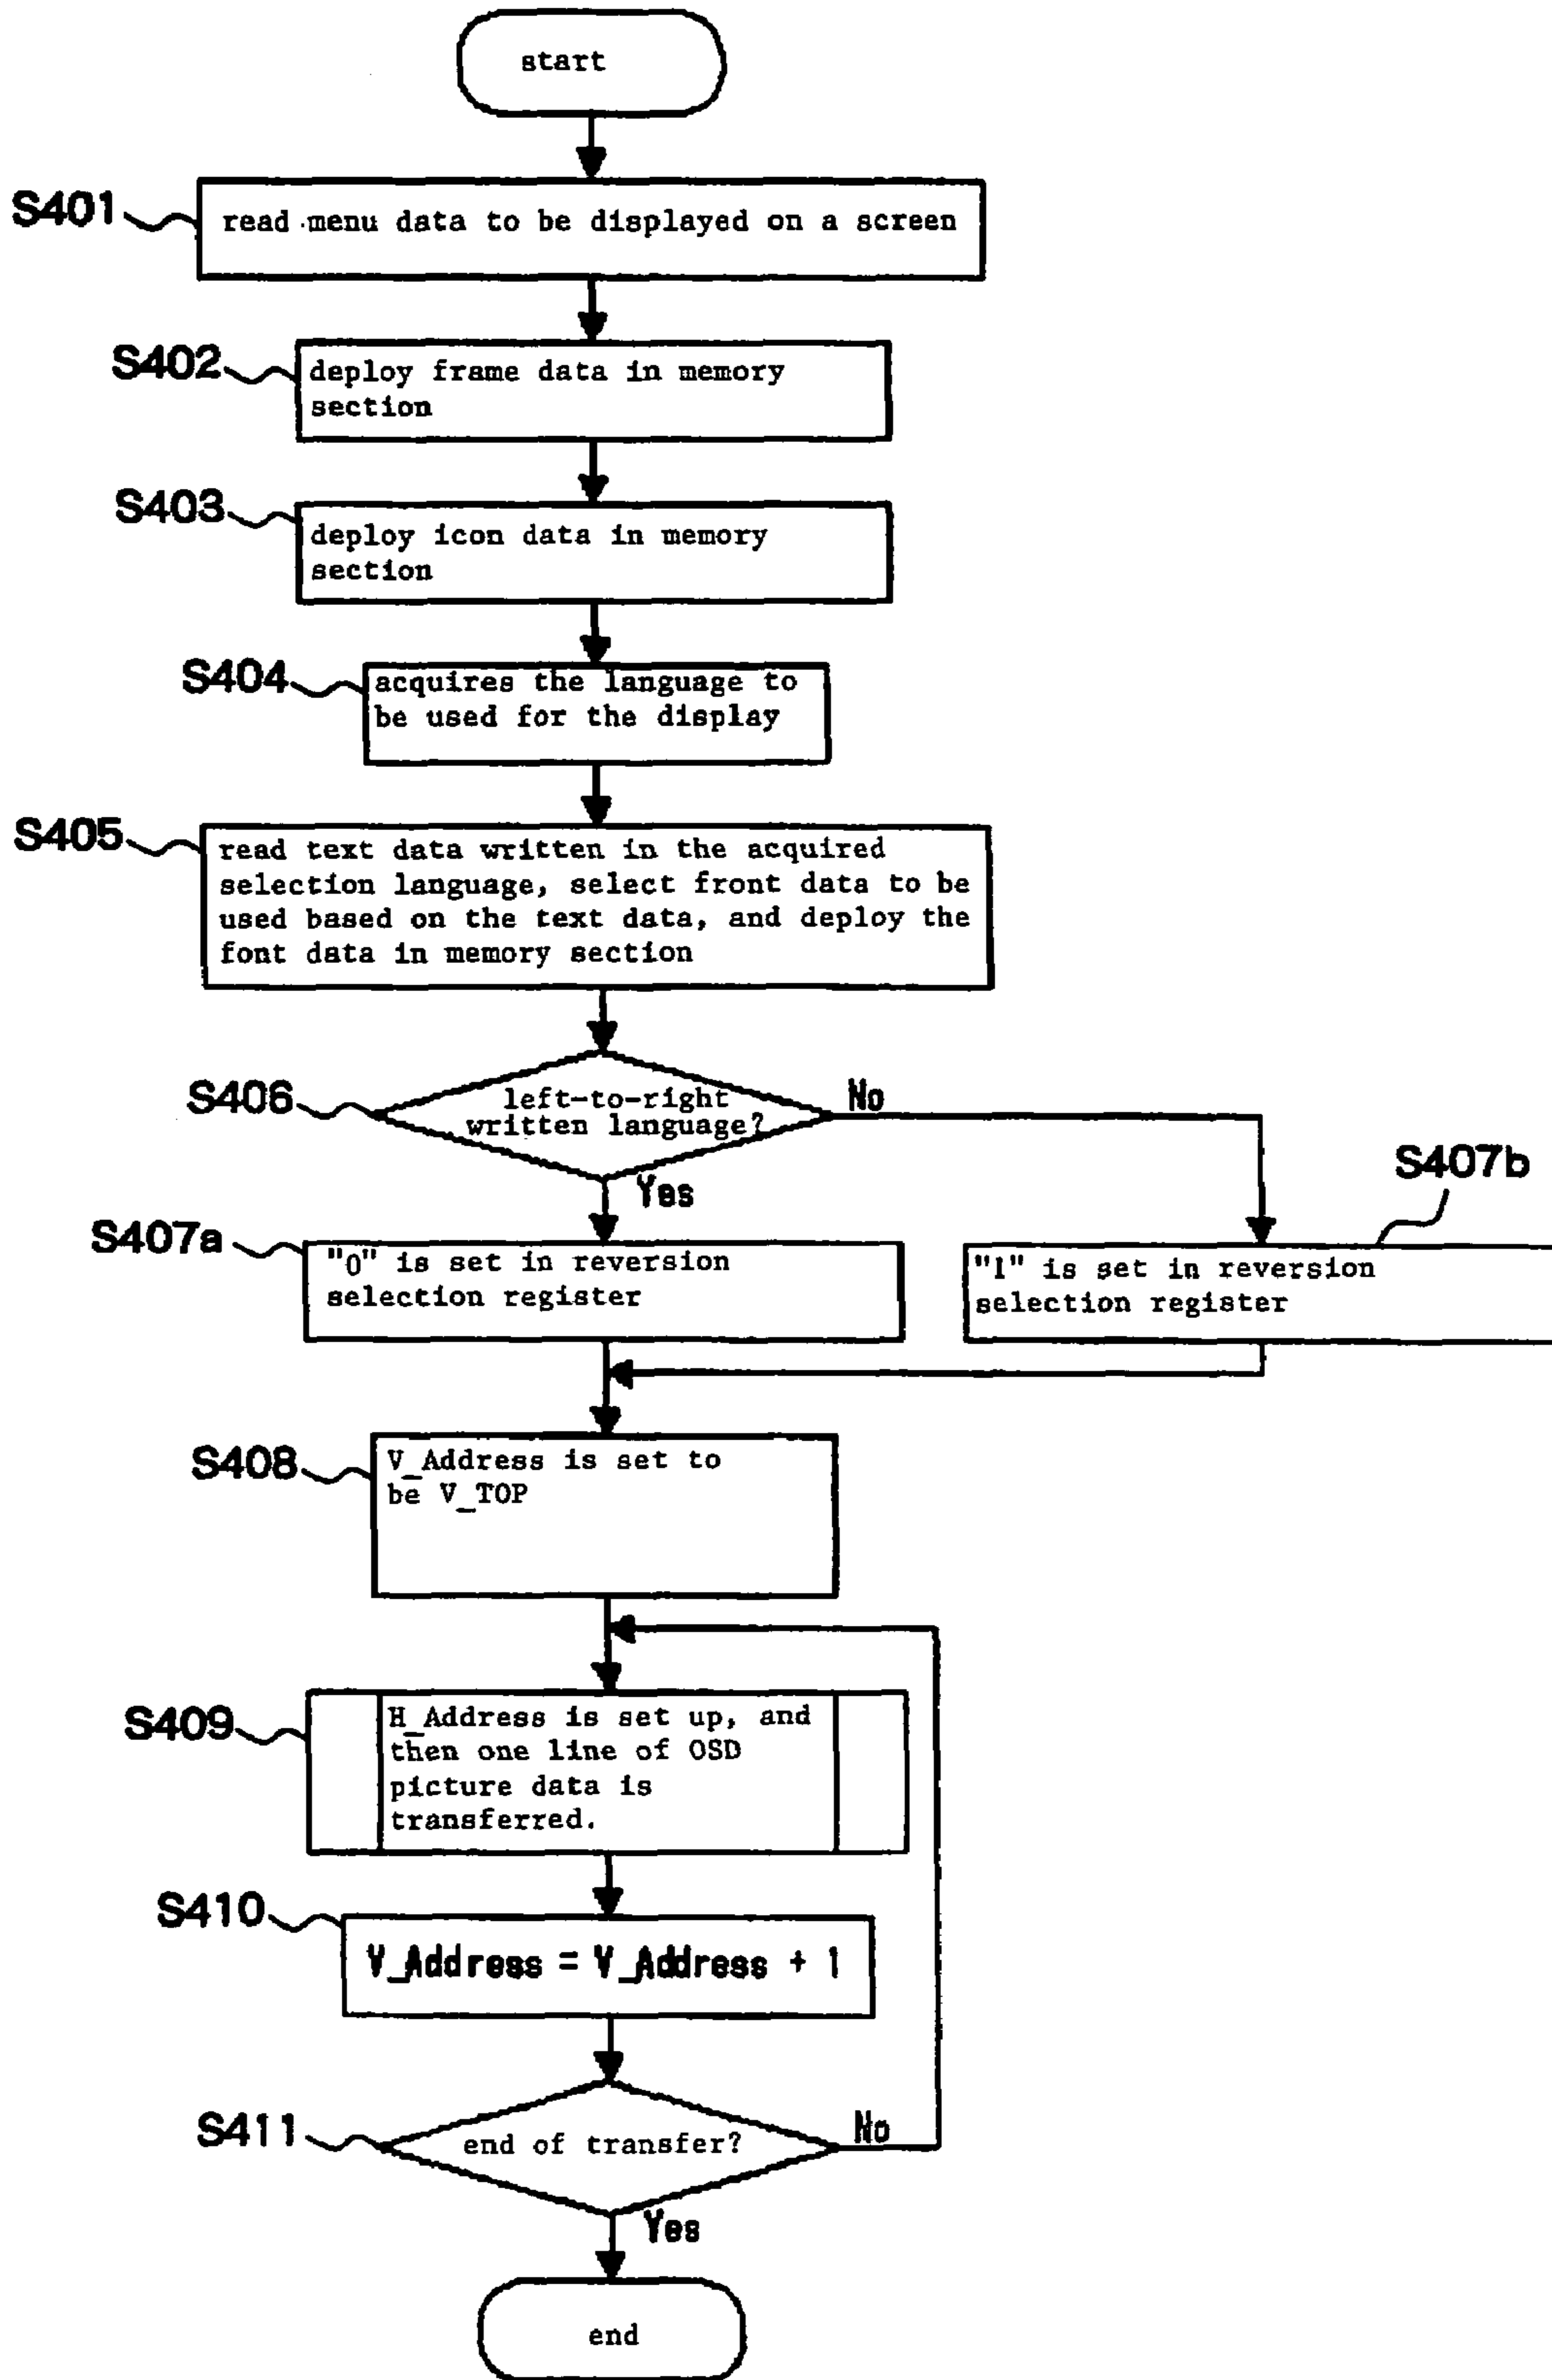 start
S401
read menu data to be displayed on a screen
S402
deploy frame data in memory
section
S403
deploy icon data in memory
section
S404
acquires the language to
be used for the display
S405
read text data written in the acquired
selection language, select front data to be
used based on the text data, and deploy the
font data in memory section
S406
left-to-right
written language?
No
Yes
S407a
"0" is set in reversion
selection register
S407b
"1" is set in reversion
selection register
S408
V_Address is set to
be V_TOP
S409
H_Address is set up, and
then one line of OSD
picture data is
transferred.
S410
V_Address = V_Address + 1
S411
end of transfer?
No
Yes
end